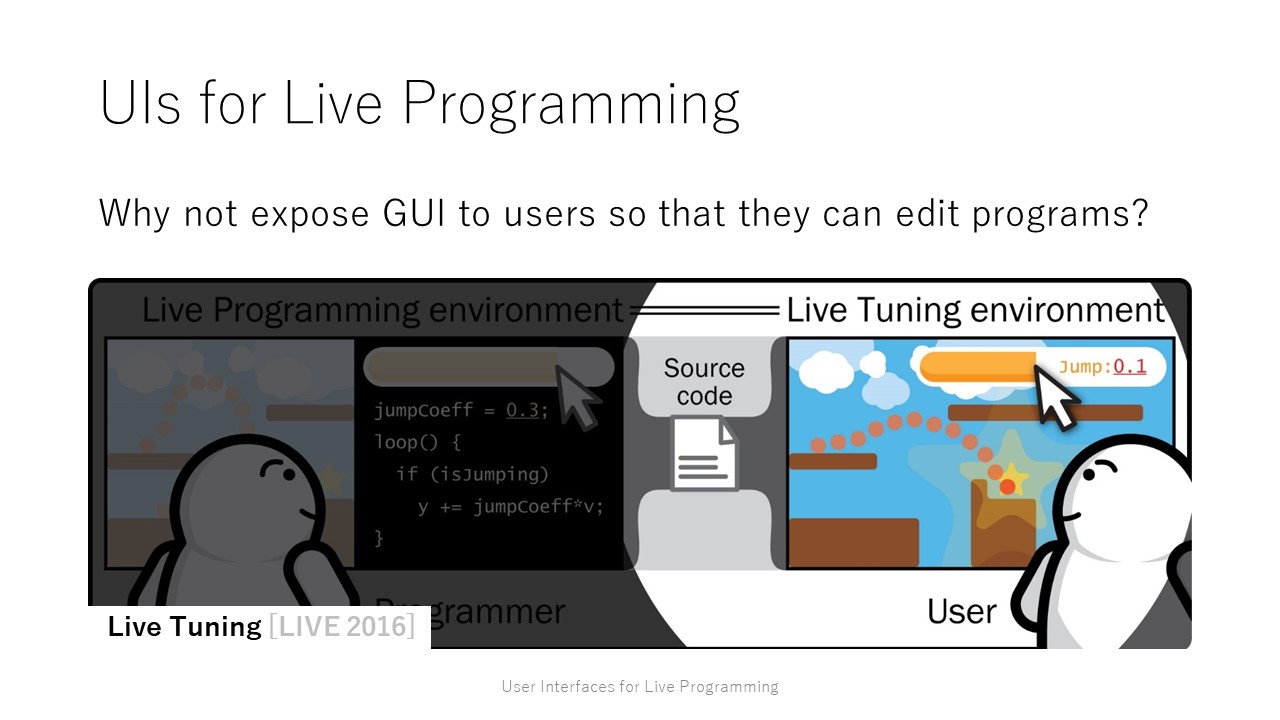 UIs for Live Programming
Why not expose GUI to users so that they can edit programs?
Live Programming environment
Live Tuning environment
jumpCoeff = 0.3;
loop() {
if (isJumping)
y += jumpCoeff*v;
}
Source
code
Jump:0.1
Programmer
User
Live Tuning [LIVE 2016]
User Interfaces for Live Programming